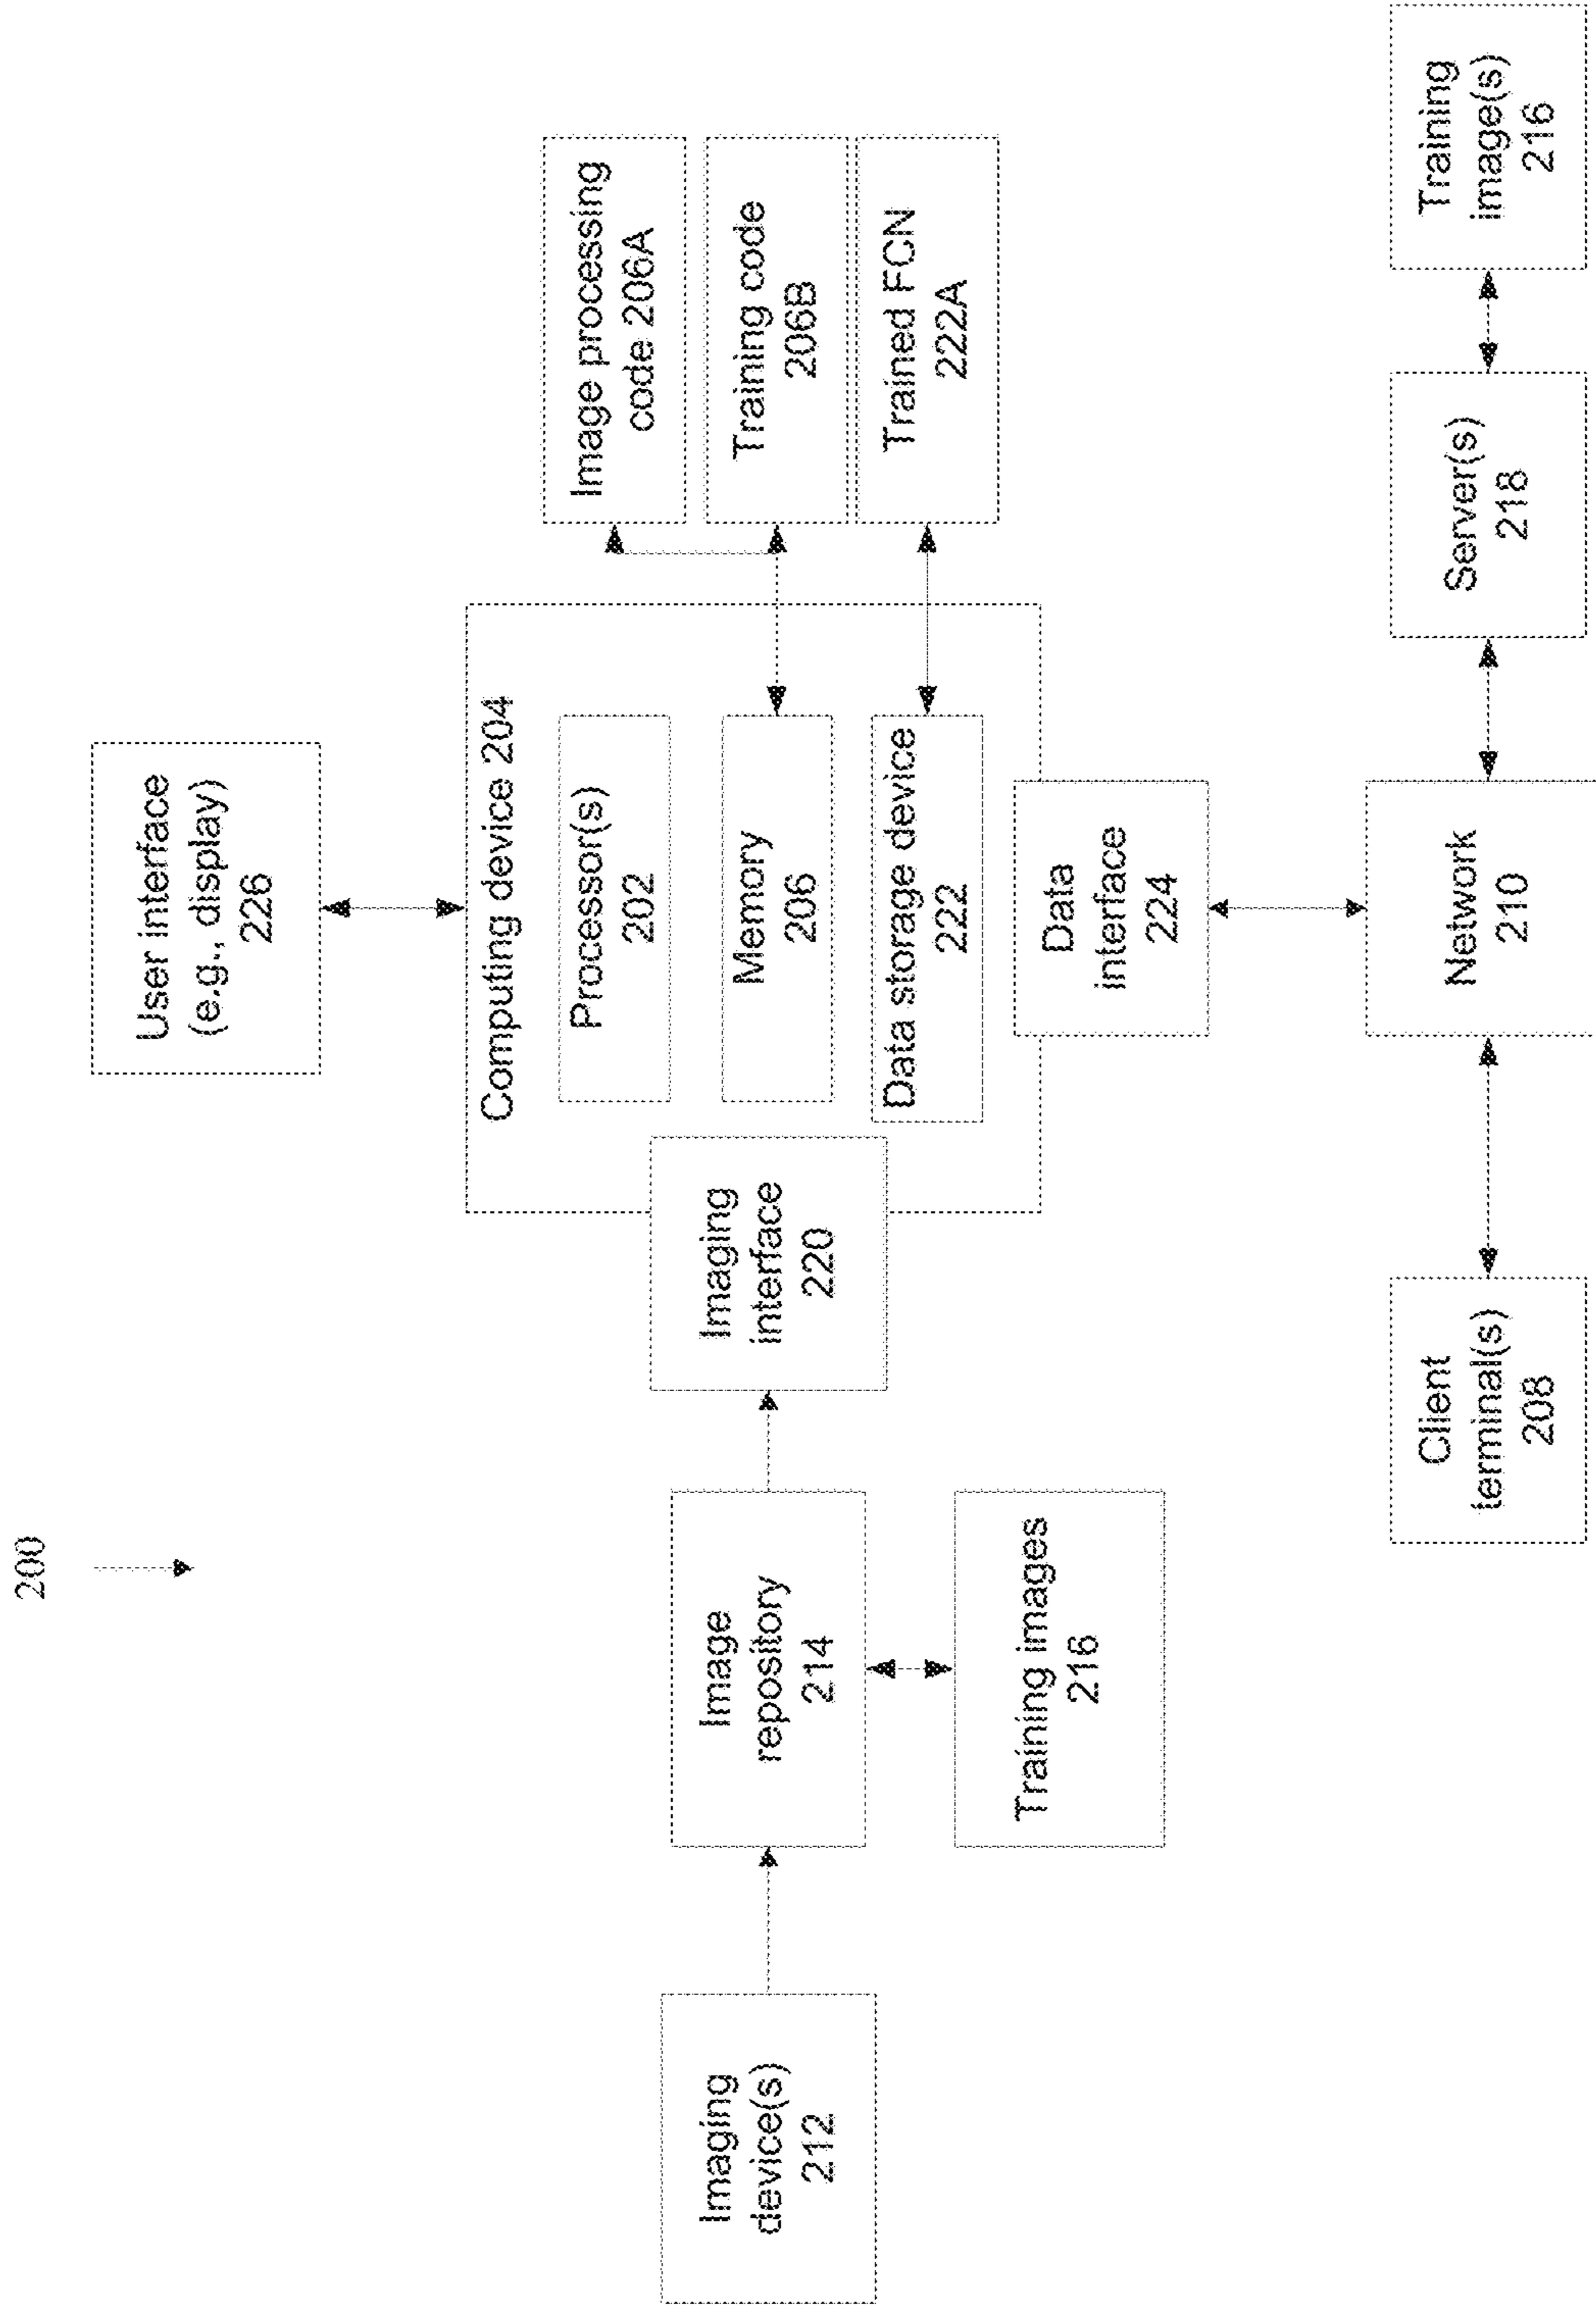 200
User interface
(e.g., display)
226
Computing device 204
Processor(s)
202
Memory
206
Data storage device
222
Image processing
code 206A
Training code
206B
Trained FCN
222A
Imaging
device(s)
212
Image
repository
214
Imaging
interface
220
Training images
216
Data
interface
224
Client
terminal(s)
208
Network
210
Server(s)
218
Training
image(s)
216